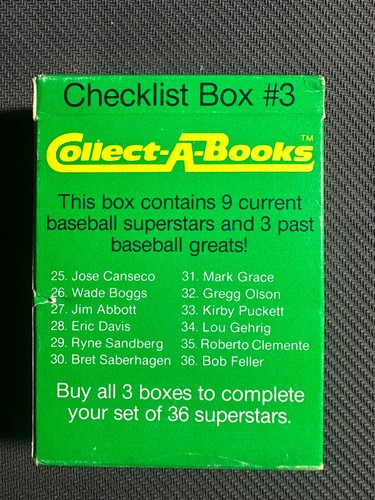 Checklist Box #3
Collect-A-Books™
This box contains 9 current
baseball superstars and 3 past
baseball greats!
25. Jose Canseco
26. Wade Boggs
27. Jim Abbott
28. Eric Davis
29. Ryne Sandberg
30. Bret Saberhagen
31. Mark Grace
32. Gregg Olson
33. Kirby Puckett
34. Lou Gehrig
35. Roberto Clemente
36. Bob Feller
Buy all 3 boxes to complete
your set of 36 superstars.